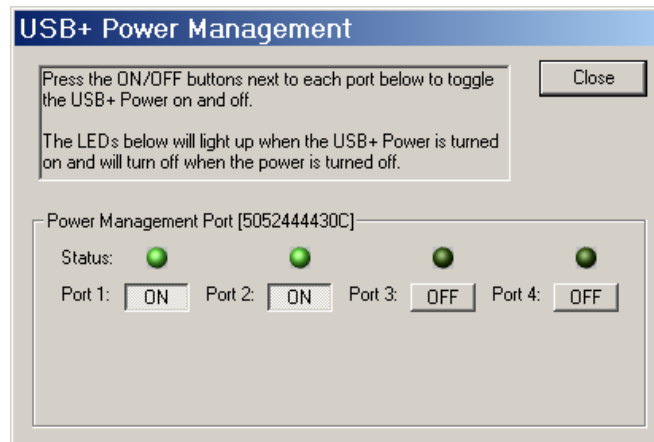 USB+ Power Management
Press the ON/OFF buttons next to each port below to toggle
the USB+ Power on and off.
Close
The LEDs below will light up when the USB+ Power is turned
on and will turn off when the power is turned off.
Power Management Port [5052444430C]
Status:
Port 1: ON Port 2: ON Port 3: OFF Port 4: OFF